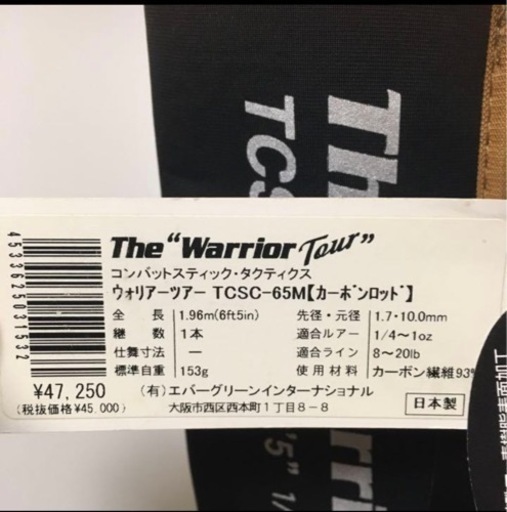 Th
TCS
The "Warrior Tour"
コンバットスティック・タクティクス
ウォリアーツアー TCSC-65M【カーボンロッド】
全長 1.96m(6ft5in) 先径・元径 1.7・10.0mm
継数 1本 適合ルアー 1/4~1oz
仕舞寸法 — 適合ライン 8~20lb
標準自重 153g 使用材料 カーボン繊維93%
¥47,250 (有)エバーグリーンインターナショナル
(税抜価格¥45,000) 大阪市西区西本町1丁目8-8
日本製
4533625031532